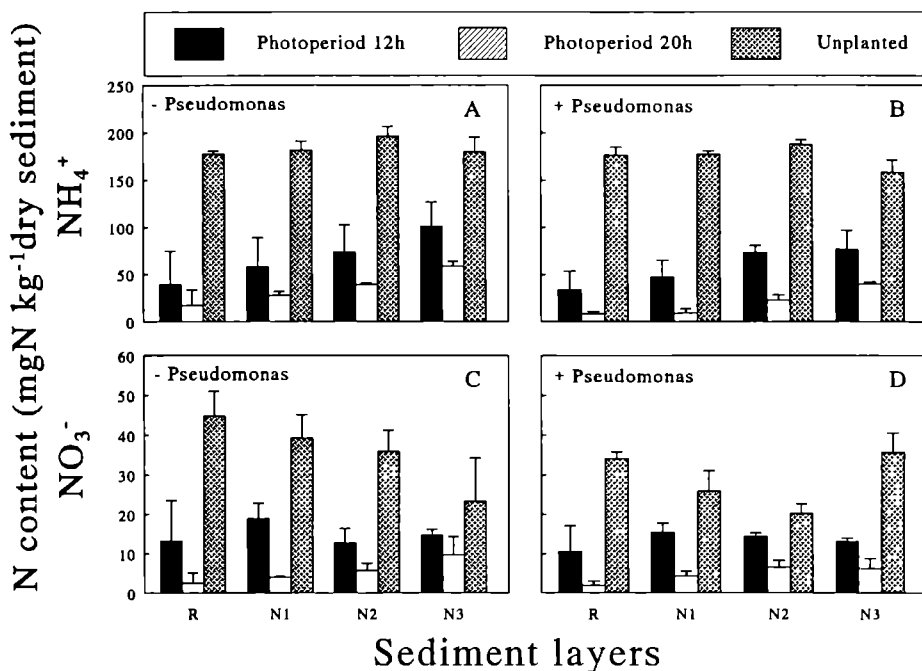 Photoperiod 12h Photoperiod 20h Unplanted
N content (mgN kg⁻¹dry sediment)
NH₄⁺
NO₃⁻
- Pseudomonas A
250
200
150
100
50
0
+ Pseudomonas B
- Pseudomonas C
60
50
40
30
20
10
0
+ Pseudomonas D
R N1 N2 N3 R N1 N2 N3
Sediment layers